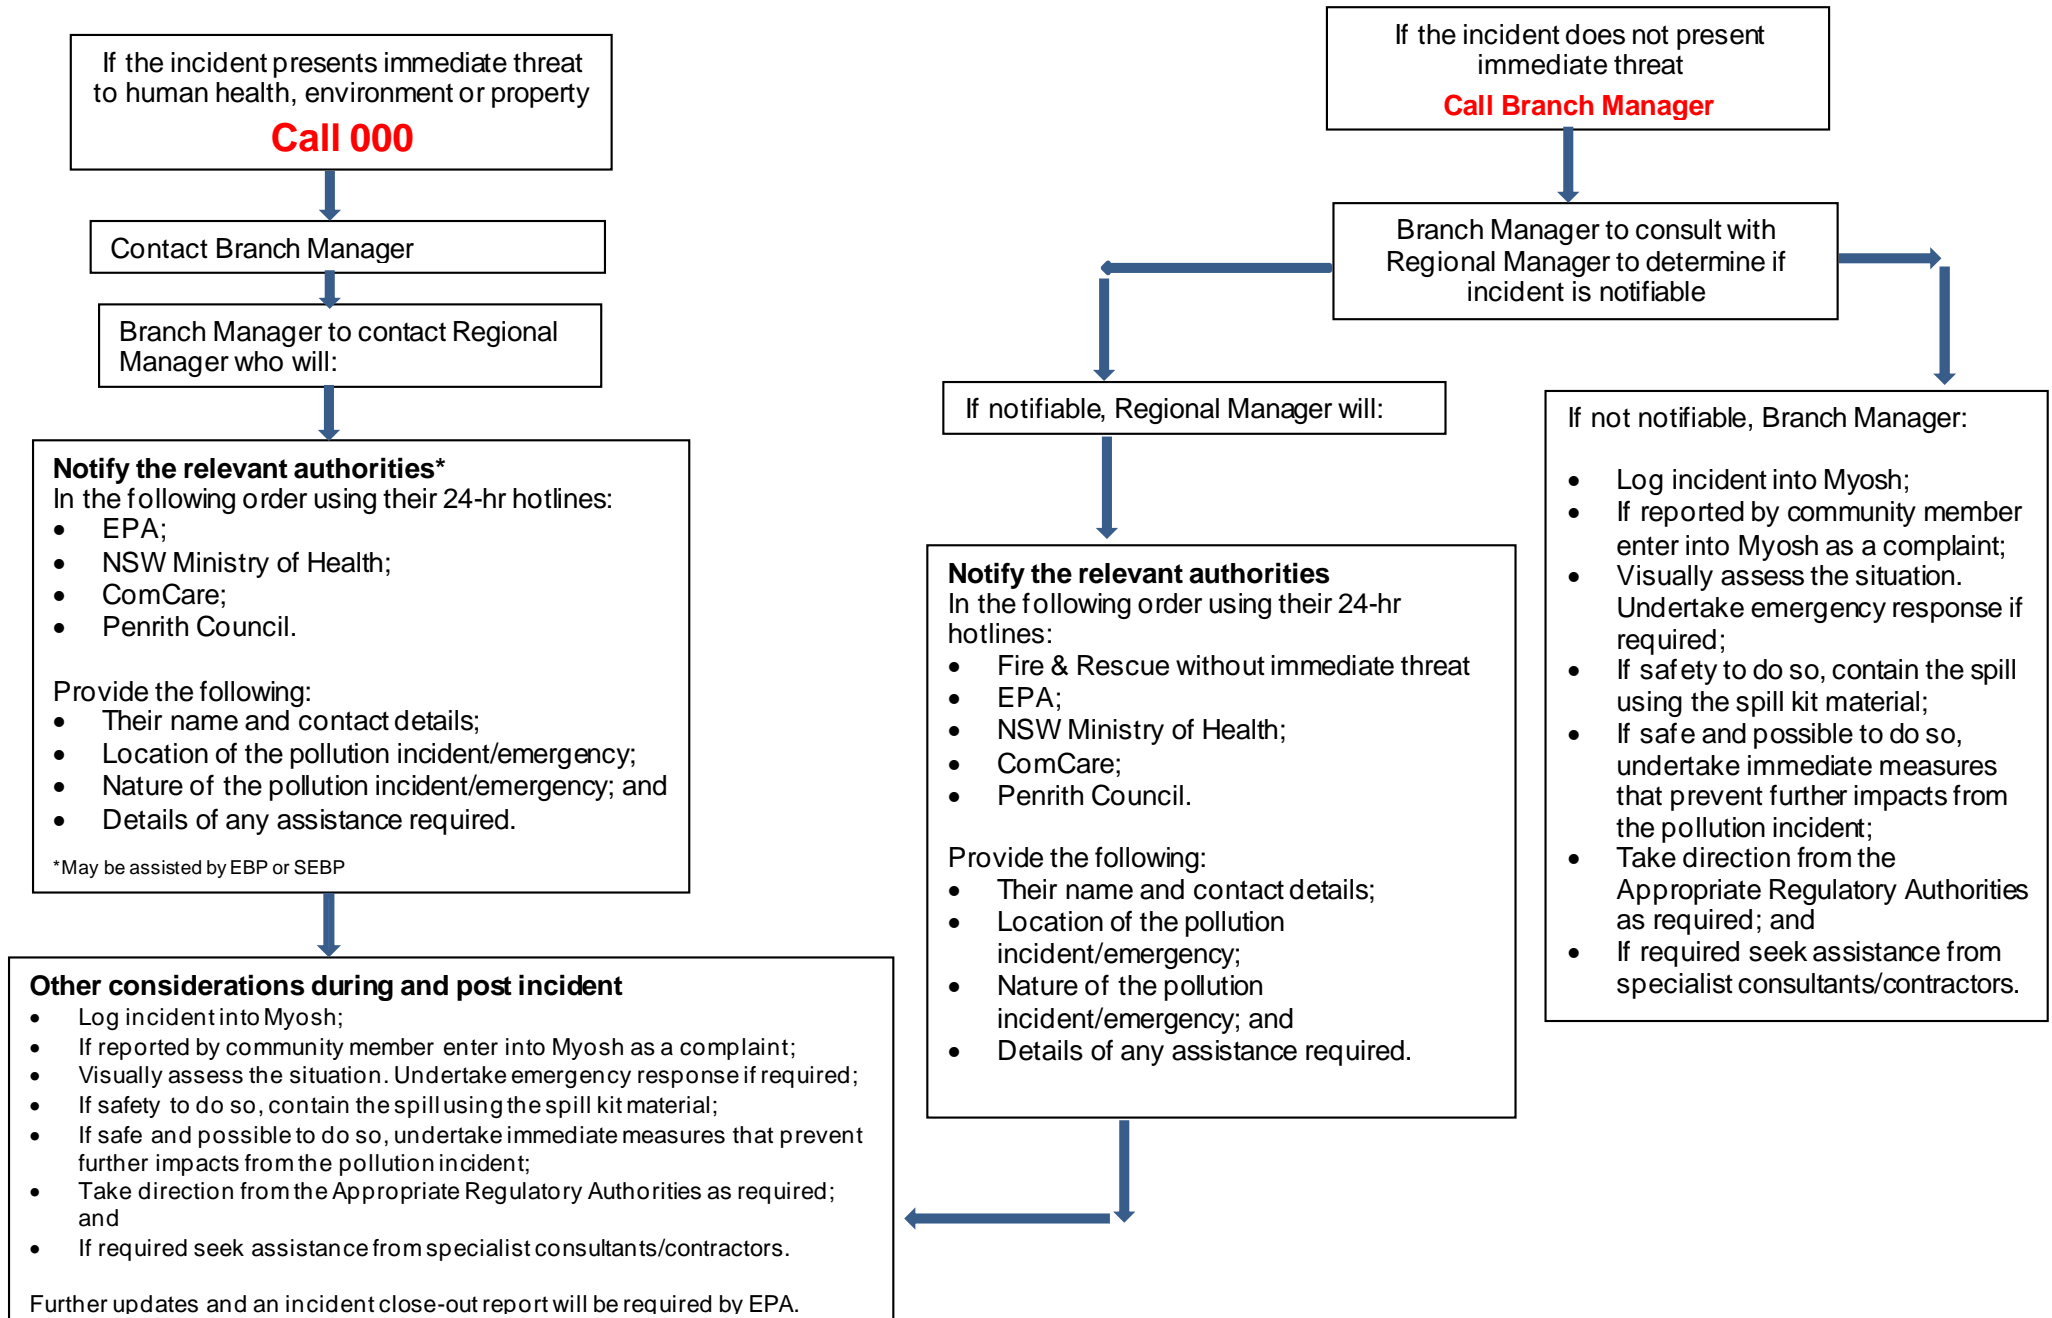 If the incident presents immediate threat
to human health, environment or property
Call 000
Contact Branch Manager
Branch Manager to contact Regional
Manager who will:
Notify the relevant authorities*
In the following order using their 24-hr hotlines:
• EPA;
• NSW Ministry of Health;
• ComCare;
• Penrith Council.
Provide the following:
• Their name and contact details;
• Location of the pollution incident/emergency;
• Nature of the pollution incident/emergency; and
• Details of any assistance required.
*May be assisted by EBP or SEBP
Other considerations during and post incident
• Log incident into Myosh;
• If reported by community member enter into Myosh as a complaint;
• Visually assess the situation. Undertake emergency response if required;
• If safety to do so, contain the spill using the spill kit material;
• If safe and possible to do so, undertake immediate measures that prevent
further impacts from the pollution incident;
• Take direction from the Appropriate Regulatory Authorities as required;
and
• If required seek assistance from specialist consultants/contractors.
Further updates and an incident close-out report will be required by EPA.
If the incident does not present
immediate threat
Call Branch Manager
Branch Manager to consult with
Regional Manager to determine if
incident is notifiable
If notifiable, Regional Manager will:
Notify the relevant authorities
In the following order using their 24-hr
hotlines:
• Fire & Rescue without immediate threat
• EPA;
• NSW Ministry of Health;
• ComCare;
• Penrith Council.
Provide the following:
• Their name and contact details;
• Location of the pollution
incident/emergency;
• Nature of the pollution
incident/emergency; and
• Details of any assistance required.
If not notifiable, Branch Manager:
• Log incident into Myosh;
• If reported by community member
enter into Myosh as a complaint;
• Visually assess the situation.
Undertake emergency response if
required;
• If safety to do so, contain the spill
using the spill kit material;
• If safe and possible to do so,
undertake immediate measures
that prevent further impacts from
the pollution incident;
• Take direction from the
Appropriate Regulatory Authorities
as required; and
• If required seek assistance from
specialist consultants/contractors.